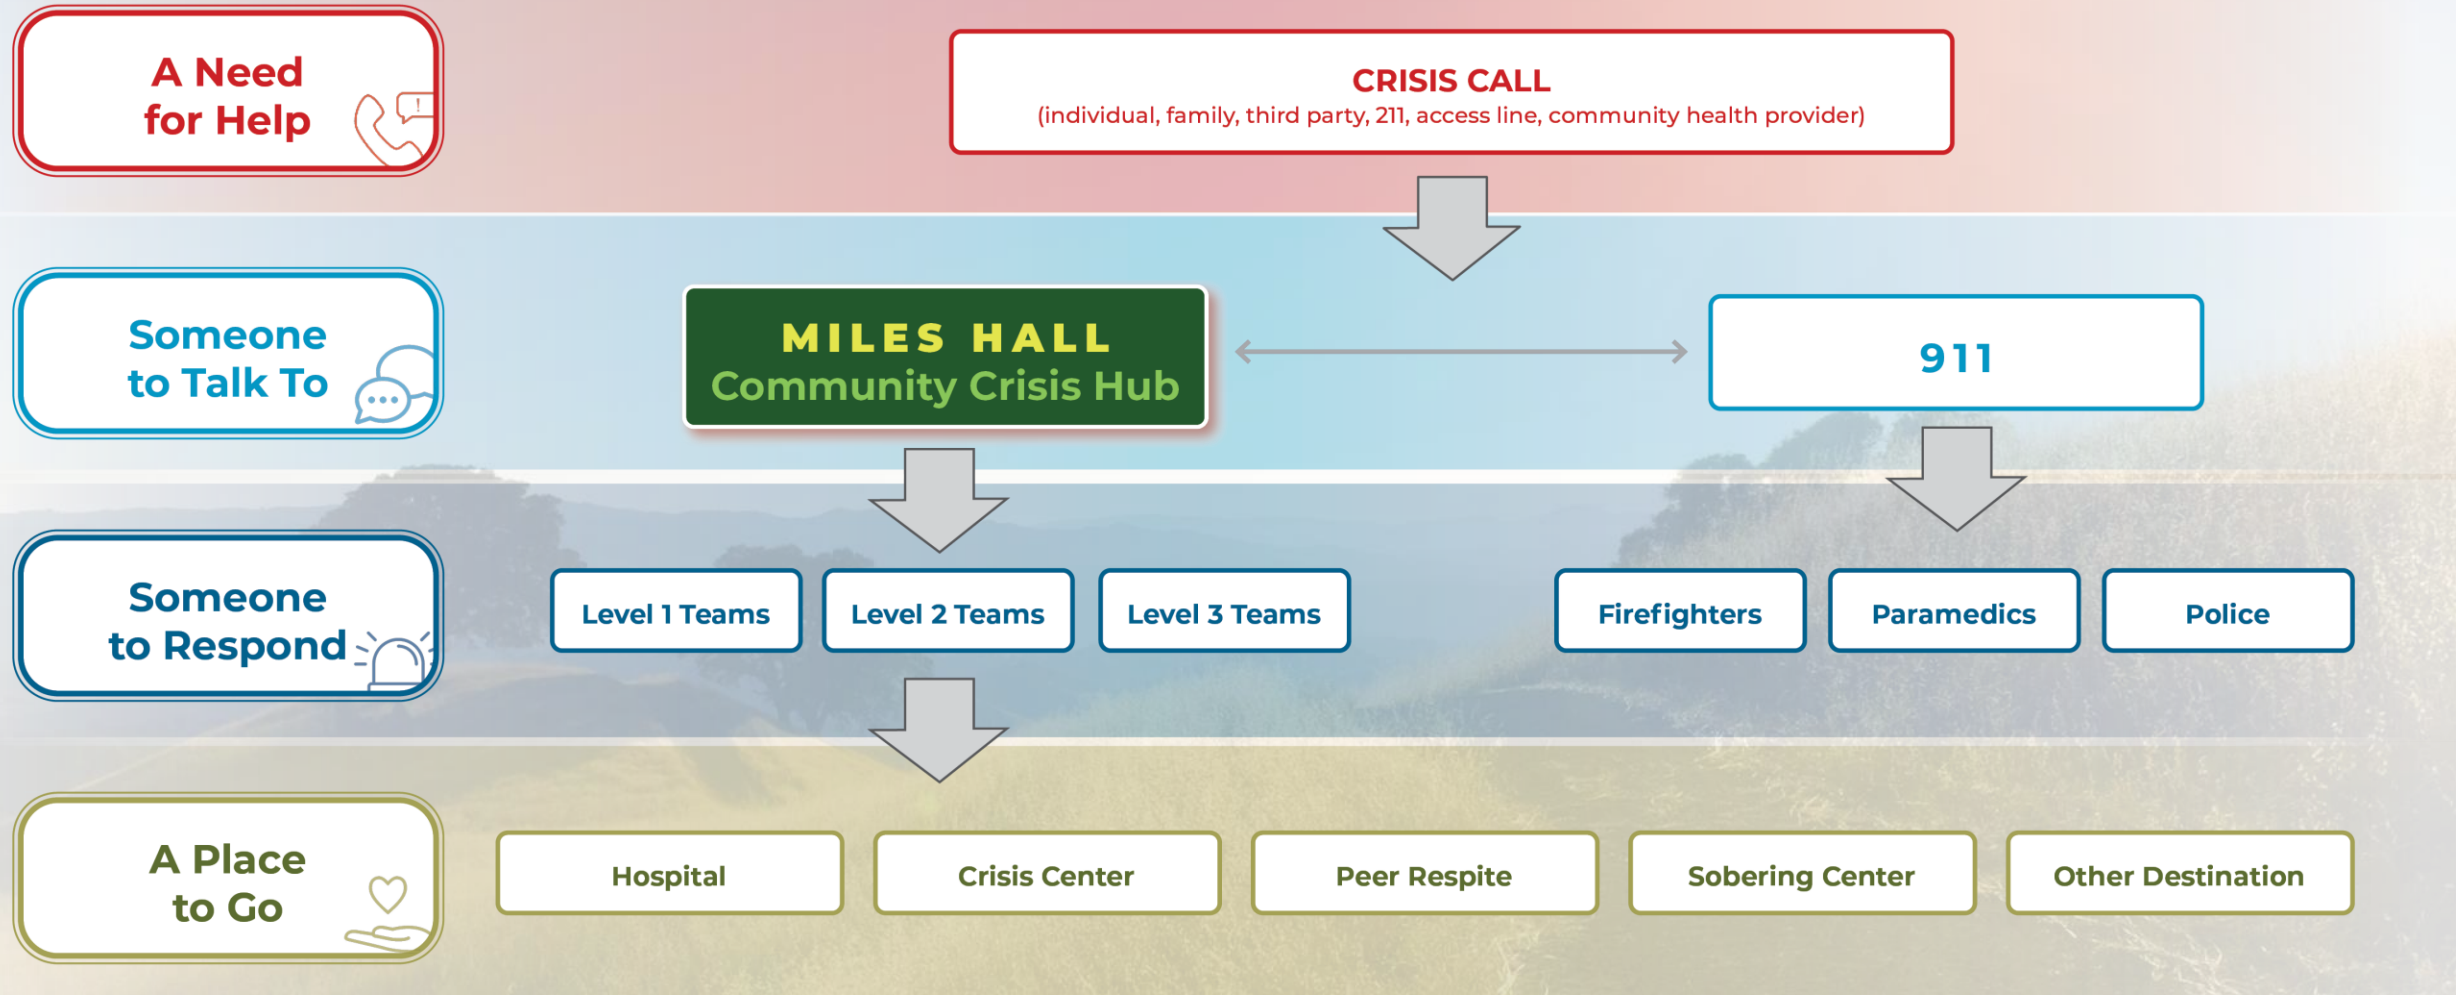 A Need
for Help
CRISIS CALL
(individual, family, third party, 211, access line, community health provider)
Someone
to Talk To
MILES HALL
Community Crisis Hub
911
Someone
to Respond
Level 1 Teams
Level 2 Teams
Level 3 Teams
Firefighters
Paramedics
Police
A Place
to Go
Hospital
Crisis Center
Peer Respite
Sobering Center
Other Destination